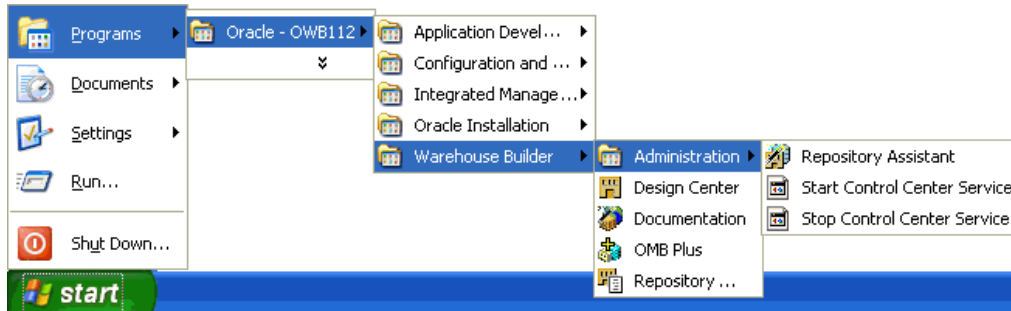 Programs
Documents
Settings
Run...
Shut Down...
start
Oracle - OWB112
Application Devel...
Configuration and ...
Integrated Manage...
Oracle Installation
Warehouse Builder
Administration
Design Center
Documentation
OMB Plus
Repository ...
Repository Assistant
Start Control Center Service
Stop Control Center Service